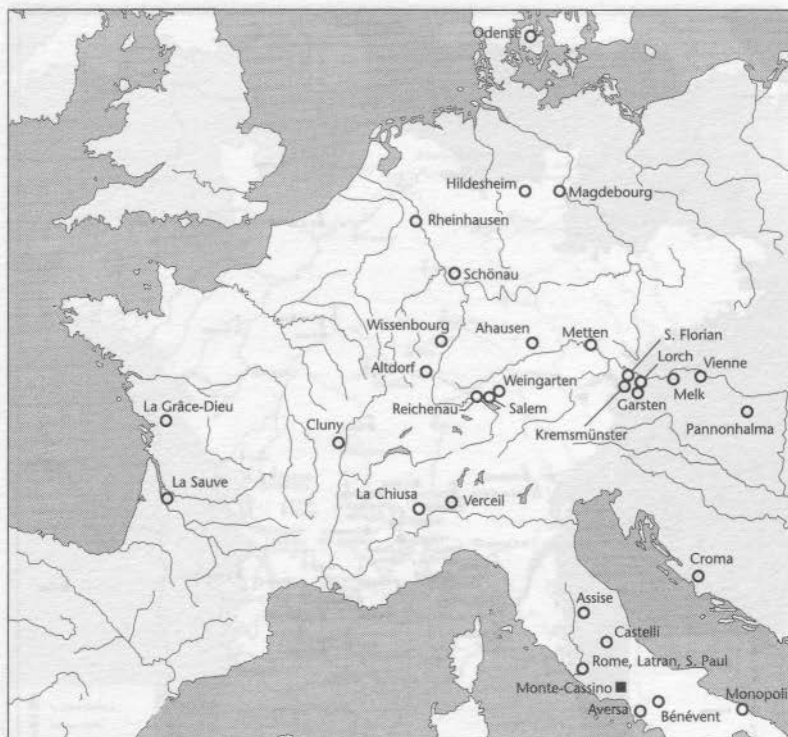 Odense
Hildesheim
Magdebourg
Rheinhausen
Schönau
Wissenbourg
Ahausen
Metten
S. Florian
Lorch
Vienne
Altdorf
Weingarten
Reichenau
Salem
Garsten
Melk
Kremsmünster
Pannonhalma
La Grâce-Dieu
Cluny
La Sauve
La Chiusa
Verceil
Croma
Assise
Castelli
Rome, Latran, S. Paul
Monte-Cassino
Aversa
Bénévent
Monopoli